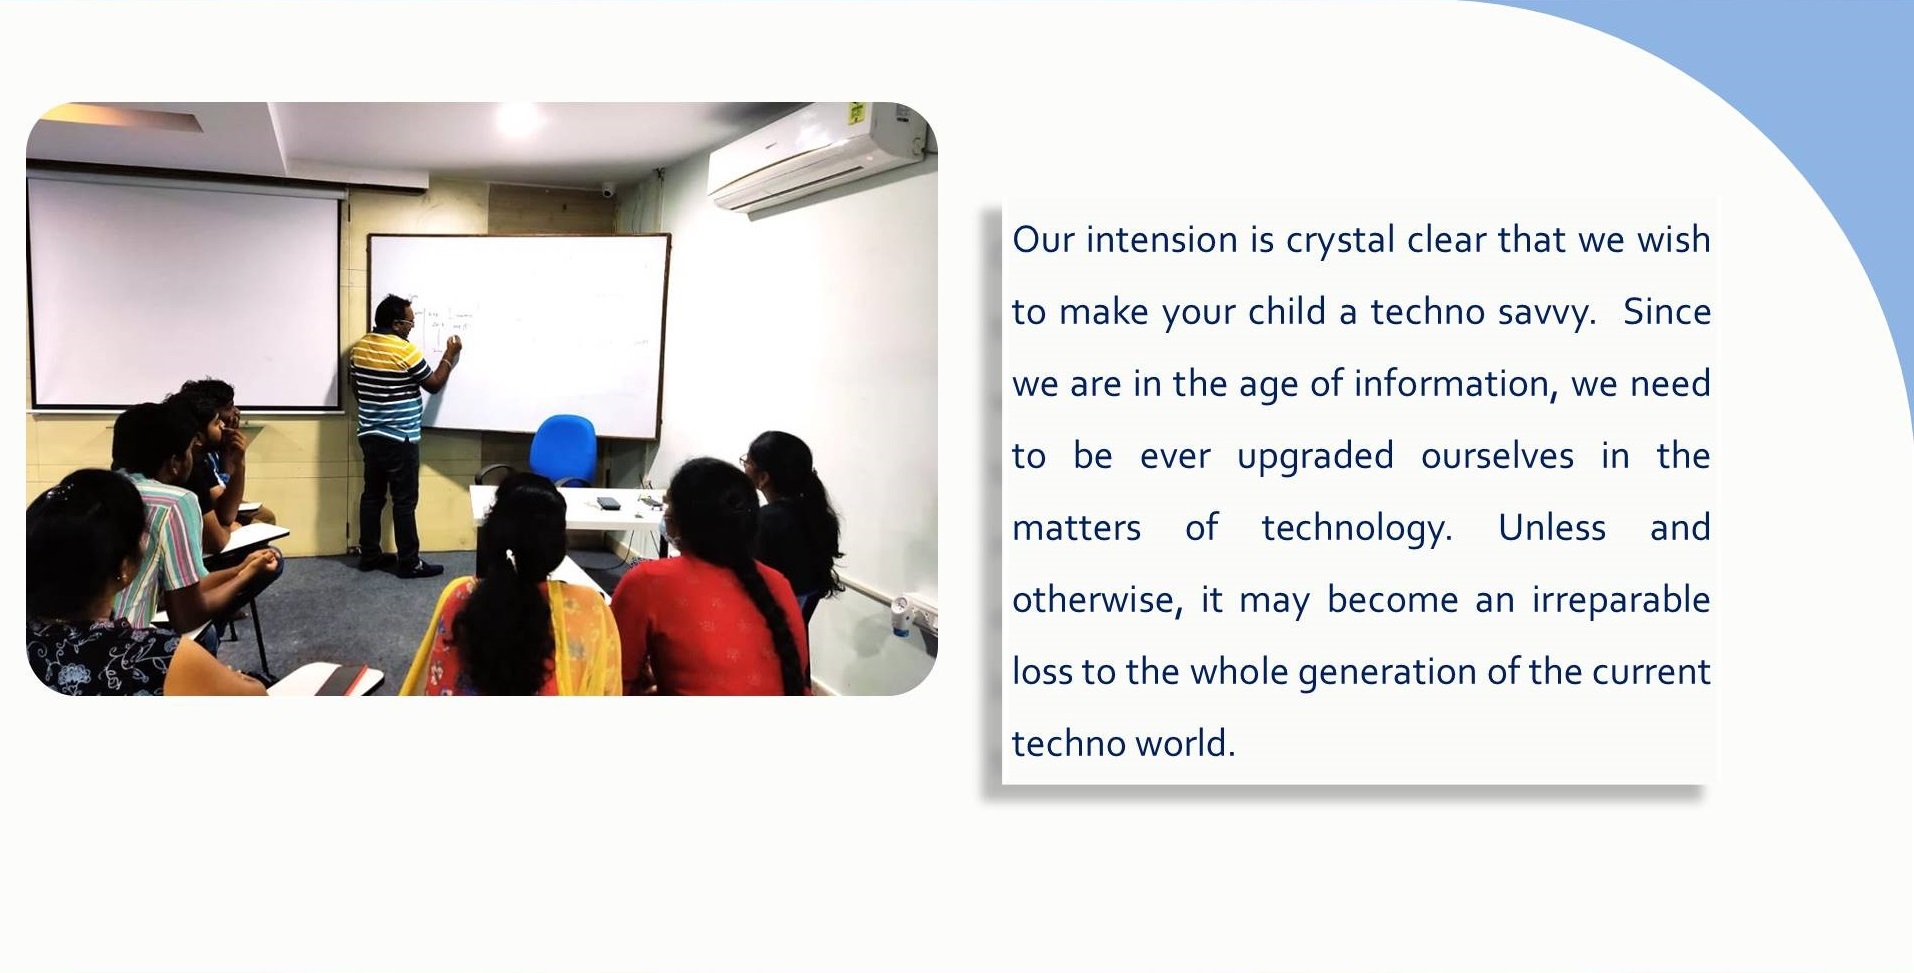 Our intension is crystal clear that we wish
to make your child a techno savvy. Since
we are in the age of information, we need
to be ever upgraded ourselves in the
matters of technology. Unless and
otherwise, it may become an irreparable
loss to the whole generation of the current
techno world.